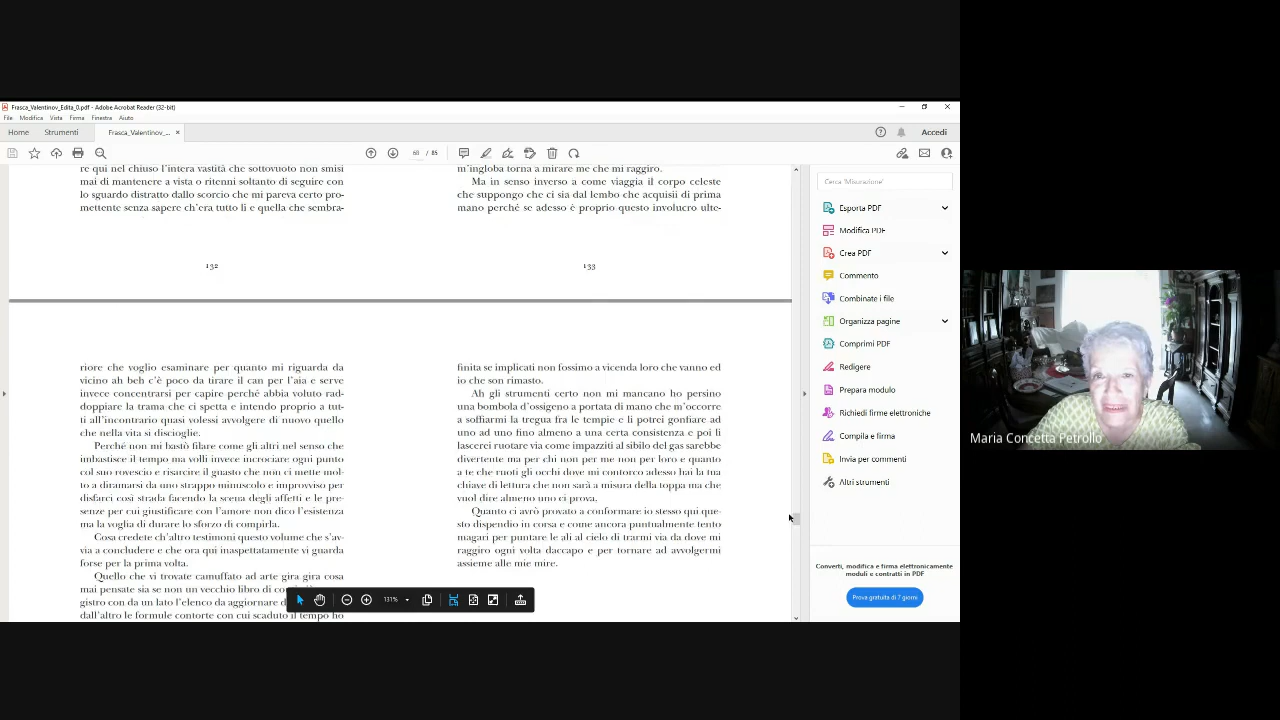 Frasca_Valentinov_Edita_0.pdf - Adobe Acrobat Reader (32-bit)
File Modifica Vista Firma Finestra Aiuto
Home Strumenti Frasca_Valentinov_... × Accedi
68 / 85
re qui nel chiuso l'intera vastità che sottovuoto non smisi
mai di mantenere a vista o ritenni soltanto di seguire con
lo sguardo distratto dallo scorcio che mi pareva certo pro-
mettente senza sapere ch'era tutto lì e quella che sembra-
132
m'ingloba torna a mirare me che mi raggiro.
Ma in senso inverso a come viaggia il corpo celeste
che suppongo che ci sia dal lembo che acquisii di prima
mano perché se adesso è proprio questo involucro ulte-
133
riore che voglio esaminare per quanto mi riguarda da
vicino ah beh c'è poco da tirare il can per l'aia e serve
invece concentrarsi per capire perché abbia voluto rad-
doppiare la trama che ci spetta e intendo proprio a tut-
ti all'incontrario quasi volessi avvolgere di nuovo quello
che nella vita si discioglie.
Perché non mi bastò filare come gli altri nel senso che
imbastisce il tempo ma volli invece incrociare ogni punto
col suo rovescio e risarcire il guasto che non ci mette mol-
to a diramarsi da uno strappo minuscolo e improvviso per
disfarci così strada facendo la scena degli affetti e le pre-
senze per cui giustificare con l'amore non dico l'esistenza
ma la voglia di durare lo sforzo di compirla.
Cosa credete ch'altro testimoni questo volume che s'av-
via a concludere e che ora qui inaspettatamente vi guarda
forse per la prima volta.
Quello che vi trovate camuffato ad arte gira gira cosa
mai pensate sia se non un vecchio libro di
gistro con da un lato l'elenco da aggiornare
dall'altro le formule contorte con cui scaduto il tempo ho
finita se implicati non fossimo a vicenda loro che vanno ed
io che son rimasto.
Ah gli strumenti certo non mi mancano ho persino
una bombola d'ossigeno a portata di mano che m'occorre
a soffiarmi la tregua fra le tempie e li potrei gonfiare ad
uno ad uno fino almeno a una certa consistenza e poi li
lascerei ruotare via come impazziti al sibilo del gas sarebbe
divertente ma per chi non per me non per loro e quanto
a te che ruoti gli occhi dove mi contorco adesso hai la tua
chiave di lettura che non sarà a misura della toppa ma che
vuol dire almeno uno ci prova.
Quanto ci avrò provato a conformare io stesso qui que-
sto dispendio in corsa e come ancora puntualmente tento
magari per puntare le ali al cielo di trarmi via da dove mi
raggiro ogni volta daccapo e per tornare ad avvolgermi
assieme alle mie mire.
131%
Cerca 'Misurazione'
Esporta PDF
Modifica PDF
Crea PDF
Commento
Combinate i file
Organizza pagine
Comprimi PDF
Redigere
Prepara modulo
Richiedi firme elettroniche
Compila e firma
Invia per commenti
Altri strumenti
Converti, modifica e firma elettronicamente
moduli e contratti in PDF
Prova gratuita di 7 giorni
Maria Concetta Petrollo